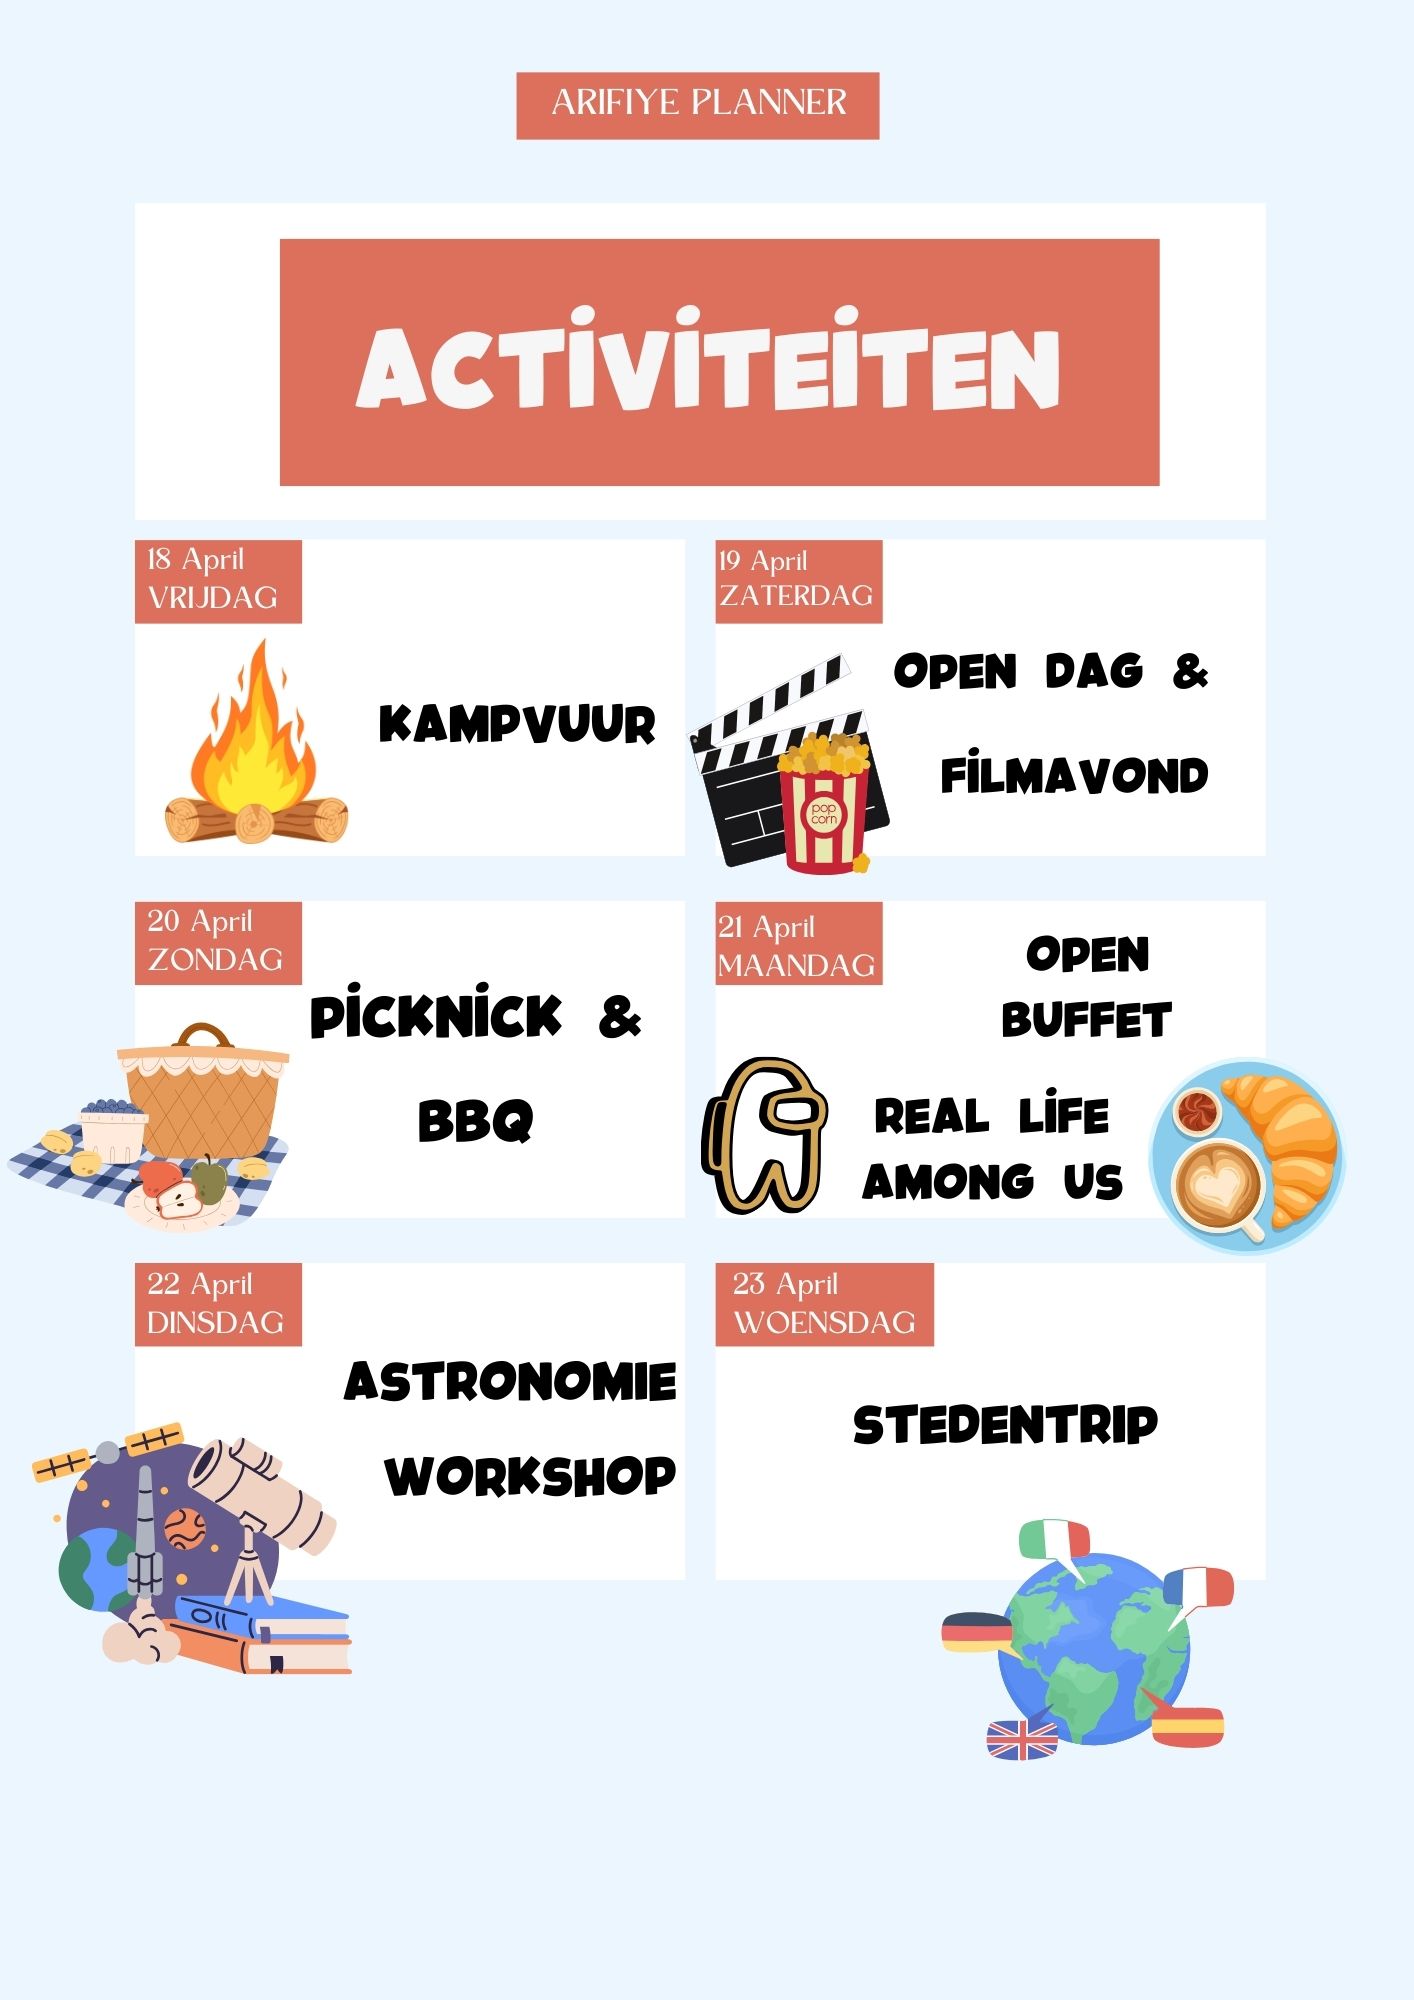 ARIFIYE PLANNER
ACTİVİTEİTEN
18 April
VRIJDAG
KAMPVUUR
19 April
ZATERDAG
OPEN DAG &
FİLMAVOND
pop
corn
20 April
ZONDAG
PİCKNİCK &
BBQ
21 April
MAANDAG
OPEN
BUFFET
REAL LİFE
AMONG US
22 April
DINSDAG
ASTRONOMIE
WORKSHOP
23 April
WOENSDAG
STEDENTRIP